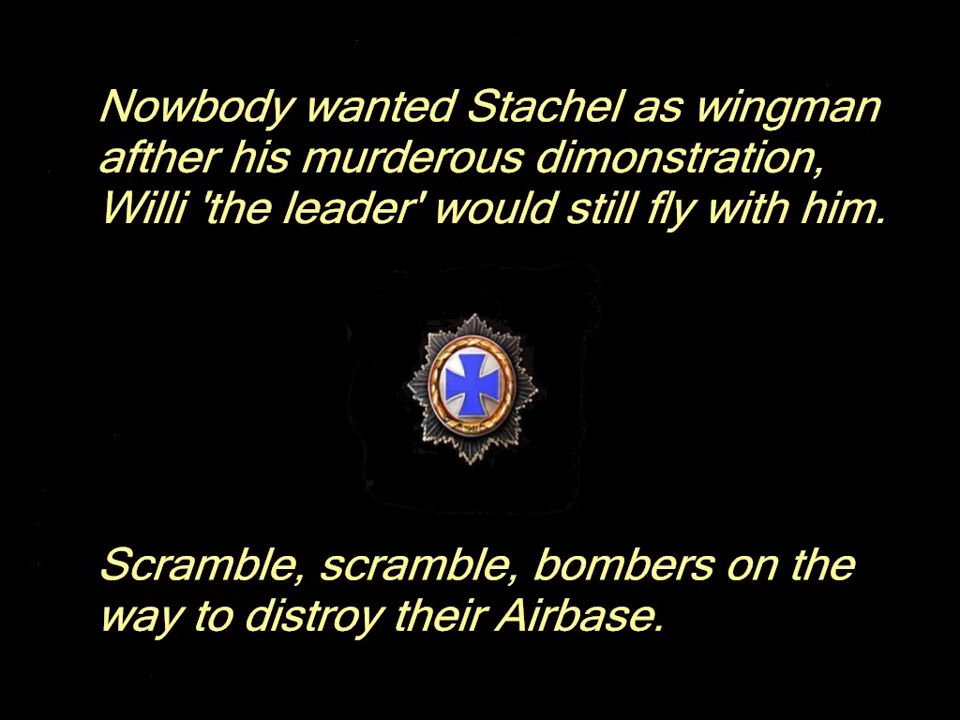 Nowbody wanted Stachel as wingman
afther his murderous dimonstration,
Willi 'the leader' would still fly with him.
Scramble, scramble, bombers on the
way to distroy their Airbase.